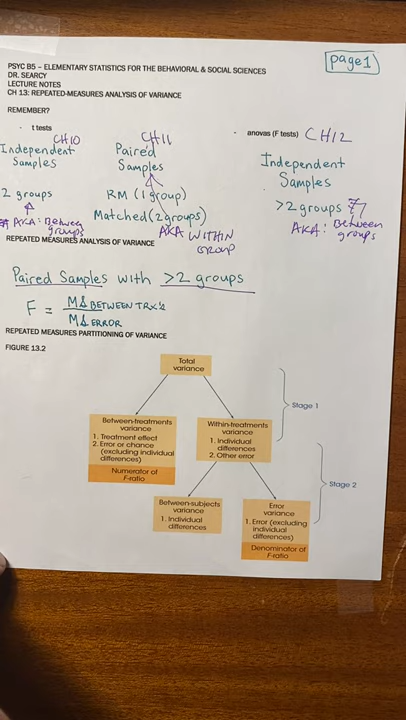 page 1
PSYC B5 – ELEMENTARY STATISTICS FOR THE BEHAVIORAL & SOCIAL SCIENCES
DR. SEARCY
LECTURE NOTES
CH 13: REPEATED-MEASURES ANALYSIS OF VARIANCE
REMEMBER?
t tests
CH10
Independent
Samples
2 groups
AKA: Between
groups
CH11
Paired
Samples
RM (1 group)
Matched (2 groups)
AKA WITHIN
GROUP
anovas (F tests) CH12
Independent
Samples
>2 groups
AKA: Between
groups
REPEATED MEASURES ANALYSIS OF VARIANCE
Paired Samples with >2 groups
F = MS BETWEEN TRX's
MS ERROR
REPEATED MEASURES PARTITIONING OF VARIANCE
FIGURE 13.2
Total
variance
Stage 1
Between-treatments
variance
1. Treatment effect
2. Error or chance
(excluding individual
differences)
Numerator of
F-ratio
Within-treatments
variance
1. Individual
differences
2. Other error
Stage 2
Between-subjects
variance
1. Individual
differences
Error
variance
1. Error (excluding
individual
differences)
Denominator of
F-ratio